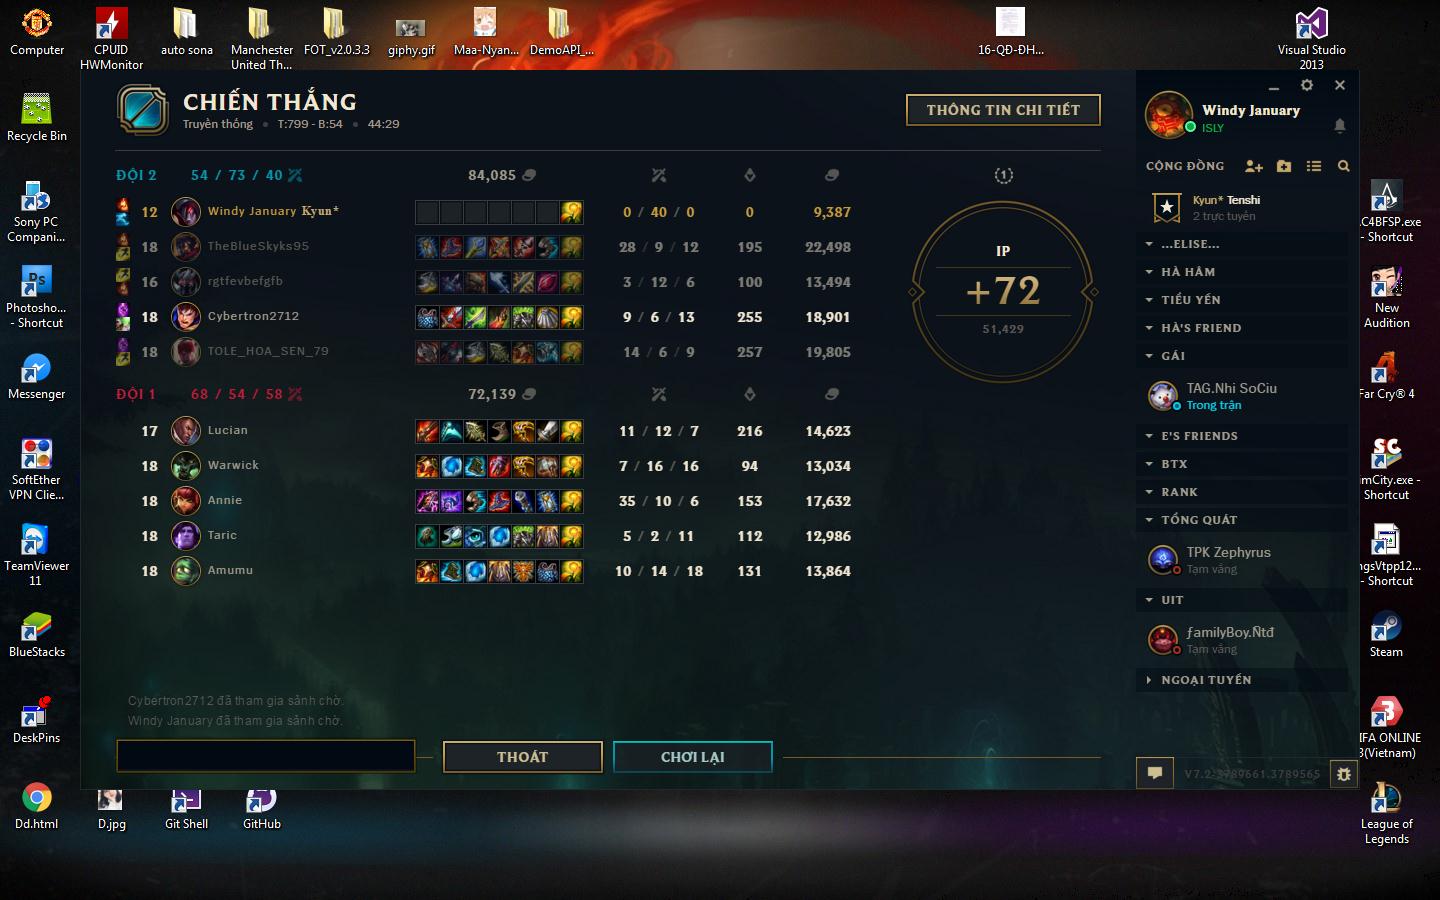 Computer
CPUID
HWMonitor
auto sona
Manchester
United Th...
FOT_v2.0.3.3
giphy.gif
Maa-Nyan...
DemoAPI_...
16-QĐ-ĐH...
Visual Studio
2013
Recycle Bin
Sony PC
Compani...
Photosho...
- Shortcut
Messenger
SoftEther
VPN Clie...
TeamViewer
11
BlueStacks
DeskPins
Dd.html
D.jpg
Git Shell
GitHub
CHIẾN THẮNG
Truyền thống • T:799 - B:54 • 44:29
THÔNG TIN CHI TIẾT
ĐỘI 2 54 / 73 / 40 84,085
12 Windy January Kyun* 0 / 40 / 0 0 9,387
18 TheBlueSkyks95 28 / 9 / 12 195 22,498
16 rgtfevbefgfb 3 / 12 / 6 100 13,494
18 Cybertron2712 9 / 6 / 13 255 18,901
18 TOLE_HOA_SEN_79 14 / 6 / 9 257 19,805
ĐỘI 1 68 / 54 / 58 72,139
17 Lucian 11 / 12 / 7 216 14,623
18 Warwick 7 / 16 / 16 94 13,034
18 Annie 35 / 10 / 6 153 17,632
18 Taric 5 / 2 / 11 112 12,986
18 Amumu 10 / 14 / 18 131 13,864
1
IP
+72
51,429
Cybertron2712 đã tham gia sảnh chờ.
Windy January đã tham gia sảnh chờ.
THOÁT
CHƠI LẠI
Windy January
ISLY
CỘNG ĐỒNG
Kyun* Tenshi
2 trực tuyến
...ELISE...
HÀ HÂM
TIỂU YẾN
HÀ'S FRIEND
GÁI
TAG.Nhi SoCiu
Trong trận
E'S FRIENDS
BTX
RANK
TỔNG QUÁT
TPK Zephyrus
Tạm vắng
UIT
ƒamilyBoy.Ñtđ
Tạm vắng
NGOẠI TUYẾN
V7.2-3789661.3789565
AC4BFSP.exe
- Shortcut
New
Audition
Far Cry® 4
SimCity.exe -
Shortcut
ngsVtpp12...
- Shortcut
Steam
FIFA ONLINE
3(Vietnam)
League of
Legends